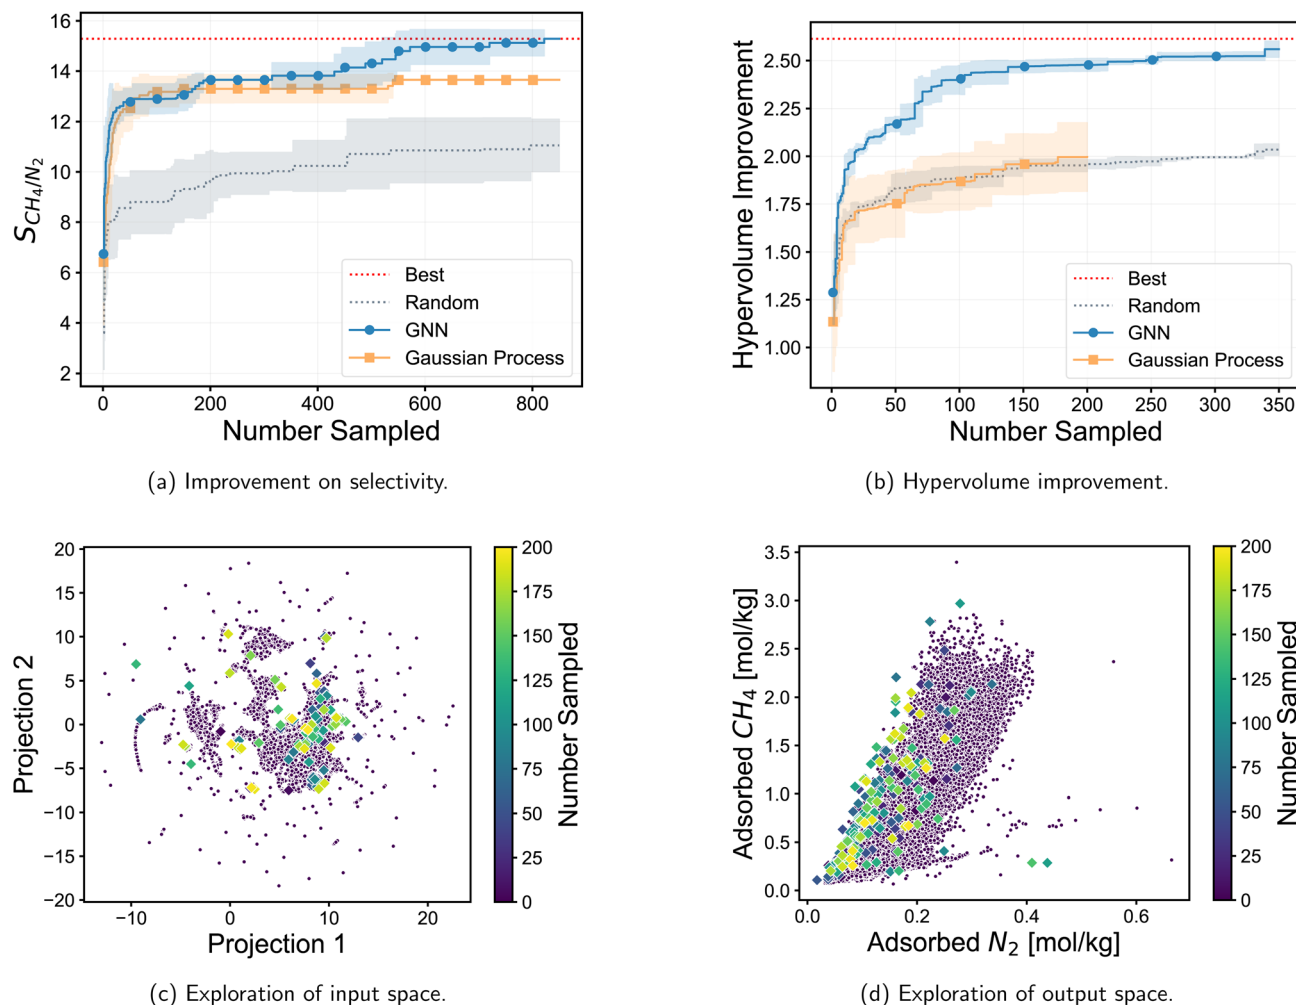 16
14
12
10
8
6
4
2
S_{CH_4/N_2}
Best
Random
GNN
Gaussian Process
0 200 400 600 800
Number Sampled
(a) Improvement on selectivity.
2.50
2.25
2.00
1.75
1.50
1.25
1.00
Hypervolume Improvement
Best
Random
GNN
Gaussian Process
0 50 100 150 200 250 300 350
Number Sampled
(b) Hypervolume improvement.
20
15
10
5
0
−5
−10
−15
−20
Projection 2
−10 0 10 20
Projection 1
200
175
150
125
100
75
50
25
0
Number Sampled
(c) Exploration of input space.
3.5
3.0
2.5
2.0
1.5
1.0
0.5
0.0
Adsorbed CH₄ [mol/kg]
0.0 0.2 0.4 0.6
Adsorbed N₂ [mol/kg]
200
175
150
125
100
75
50
25
0
Number Sampled
(d) Exploration of output space.